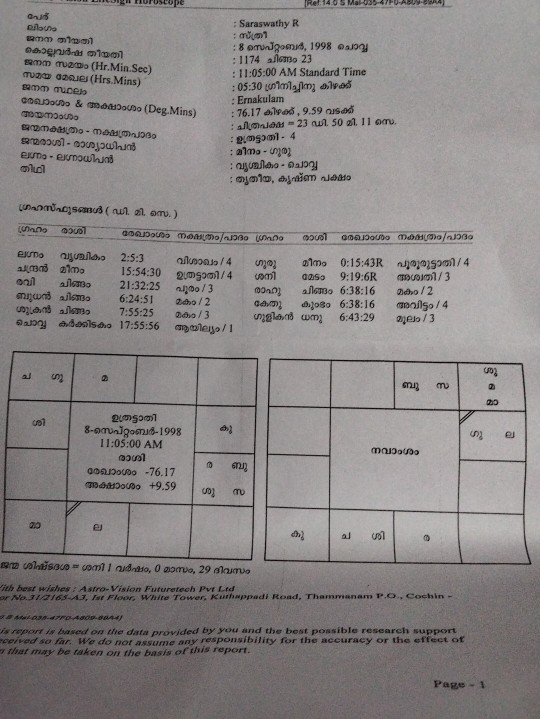 Vision LifeSign Horoscope [Ref:14.0 S Mal-035-47F0-A809-89A4]
പേര് : Saraswathy R
ലിംഗം : സ്ത്രീ
ജനന തീയതി : 8 സെപ്റ്റംബർ, 1998 ചൊവ്വ
കൊല്ലവർഷ തീയതി : 1174 ചിങ്ങം 23
ജനന സമയം (Hr.Min.Sec) : 11:05:00 AM Standard Time
സമയ മേഖല (Hrs.Mins) : 05:30 ഗ്രീനിച്ചിനു കിഴക്ക്
ജനന സ്ഥലം : Ernakulam
രേഖാംശം & അക്ഷാംശം (Deg.Mins) : 76.17 കിഴക്ക് , 9.59 വടക്ക്
അയനാംശം : ചിത്രപക്ഷ = 23 ഡി. 50 മി. 11 സെ.
ജന്മനക്ഷത്രം - നക്ഷത്രപാദം : ഉത്രട്ടാതി - 4
ജന്മരാശി - രാശ്യാധിപൻ : മീനം - ഗുരു
ലഗ്നം - ലഗ്നാധിപൻ : വൃശ്ചികം - ചൊവ്വ
തിഥി : തൃതീയ, കൃഷ്ണ പക്ഷം
ഗ്രഹസ്ഫുടങ്ങൾ ( ഡി. മി. സെ. )
ഗ്രഹം രാശി രേഖാംശം നക്ഷത്രം/പാദം ഗ്രഹം രാശി രേഖാംശം നക്ഷത്രം/പാദം
ലഗ്നം വൃശ്ചികം 2:5:3 വിശാഖം / 4 ഗുരു മീനം 0:15:43R പൂരൂരുട്ടാതി / 4
ചന്ദ്രൻ മീനം 15:54:30 ഉത്രട്ടാതി / 4 ശനി മേടം 9:19:6R അശ്വതി / 3
രവി ചിങ്ങം 21:32:25 പൂരം / 3 രാഹു ചിങ്ങം 6:38:16 മകം / 2
ബുധൻ ചിങ്ങം 6:24:51 മകം / 2 കേതു കുംഭം 6:38:16 അവിട്ടം / 4
ശുക്രൻ ചിങ്ങം 7:55:25 മകം / 3 ഗുളികൻ ധനു 6:43:29 മൂലം / 3
ചൊവ്വ കർക്കിടകം 17:55:56 ആയില്യം / 1
ച ഗു മ
ശി കു
ഉത്രട്ടാതി
8-സെപ്റ്റംബർ-1998
11:05:00 AM
രാശി
രേഖാംശം -76.17
അക്ഷാംശം +9.59
ര ബു
ശു സ
മാ ല
ബു സ ശു
മ
മാ
ഗു ല
നവാംശം
കു ച ശി ര
ജന്മ ശിഷ്ടദശ = ശനി 1 വർഷം, 0 മാസം, 29 ദിവസം
With best wishes : Astro-Vision Futuretech Pvt Ltd
or No.31/2165-A3, 1st Floor, White Tower, Kuthappadi Road, Thammanam P.O., Cochin -
S Mal-035-47F0-A809-89A4]
This report is based on the data provided by you and the best possible research support
received so far. We do not assume any responsibility for the accuracy or the effect of
that may be taken on the basis of this report.
Page - 1